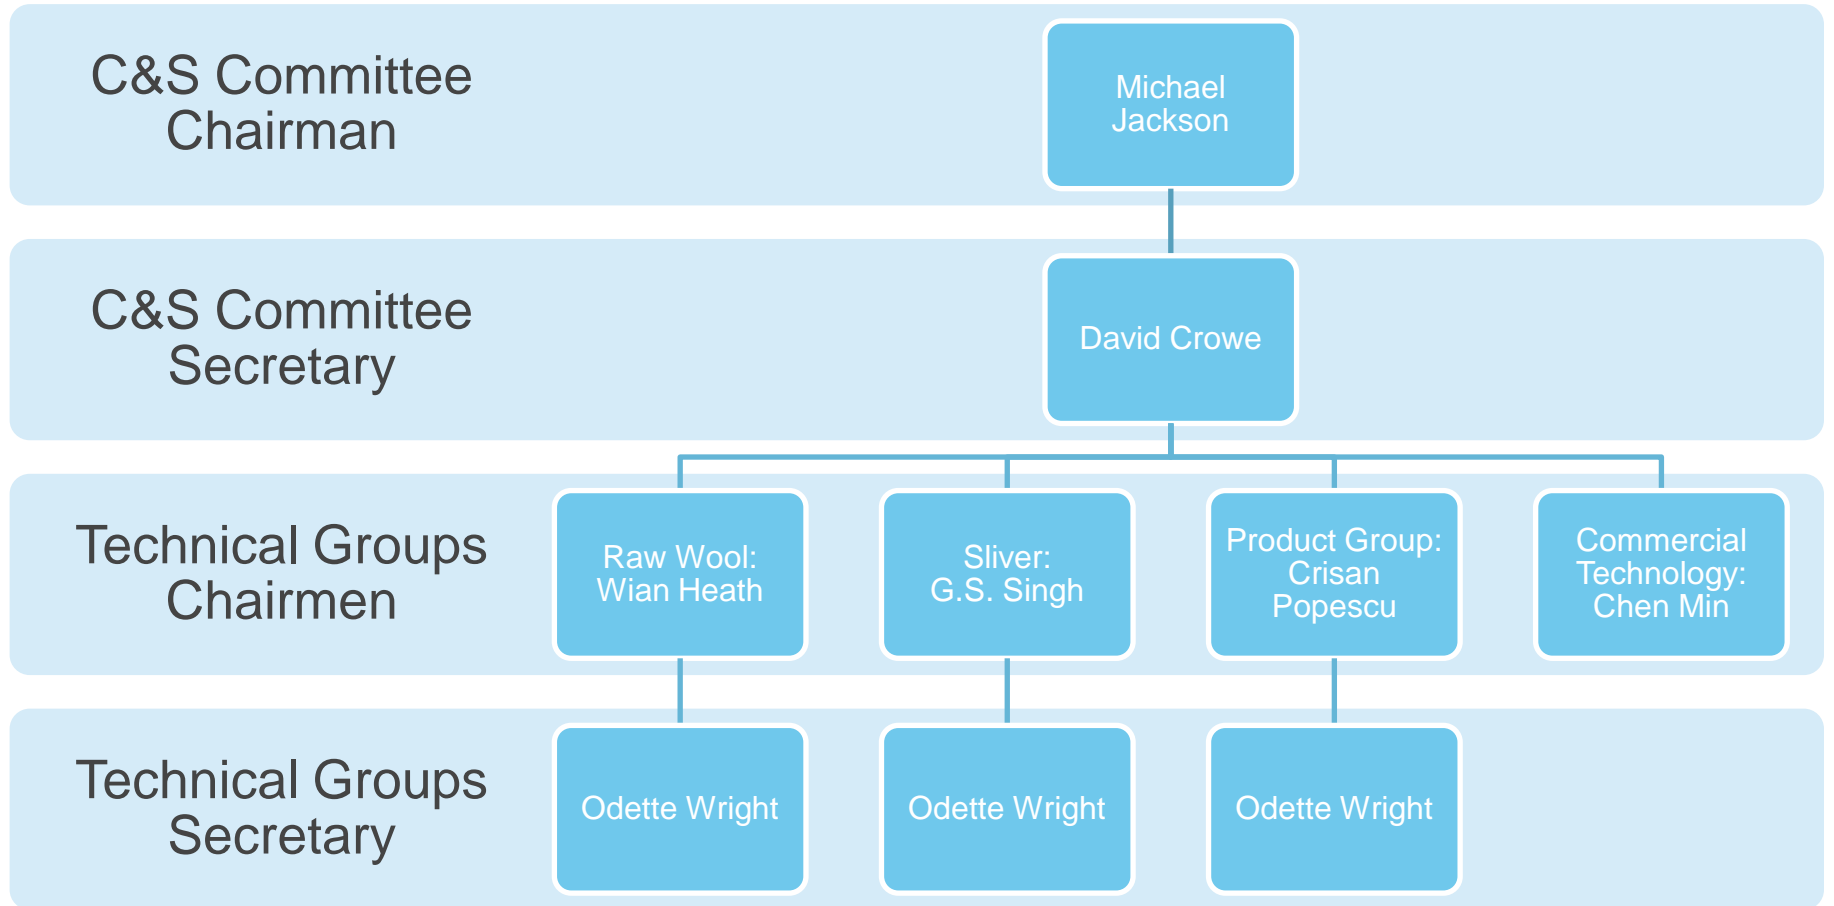 C&S Committee
Chairman
Michael
Jackson
C&S Committee
Secretary
David Crowe
Technical Groups
Chairmen
Raw Wool:
Wian Heath
Sliver:
G.S. Singh
Product Group:
Crisan
Popescu
Commercial
Technology:
Chen Min
Technical Groups
Secretary
Odette Wright
Odette Wright
Odette Wright